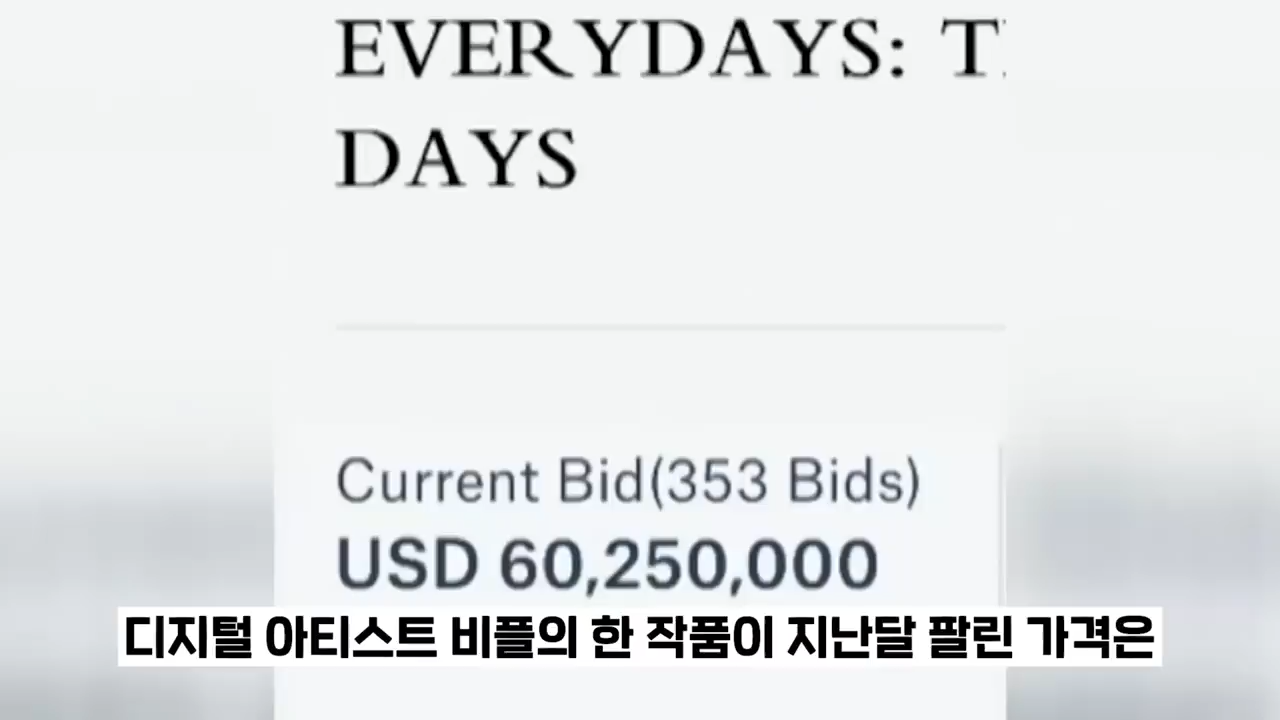 EVERYDAYS: T
DAYS
Current Bid(353 Bids)
USD 60,250,000
디지털 아티스트 비플의 한 작품이 지난달 팔린 가격은